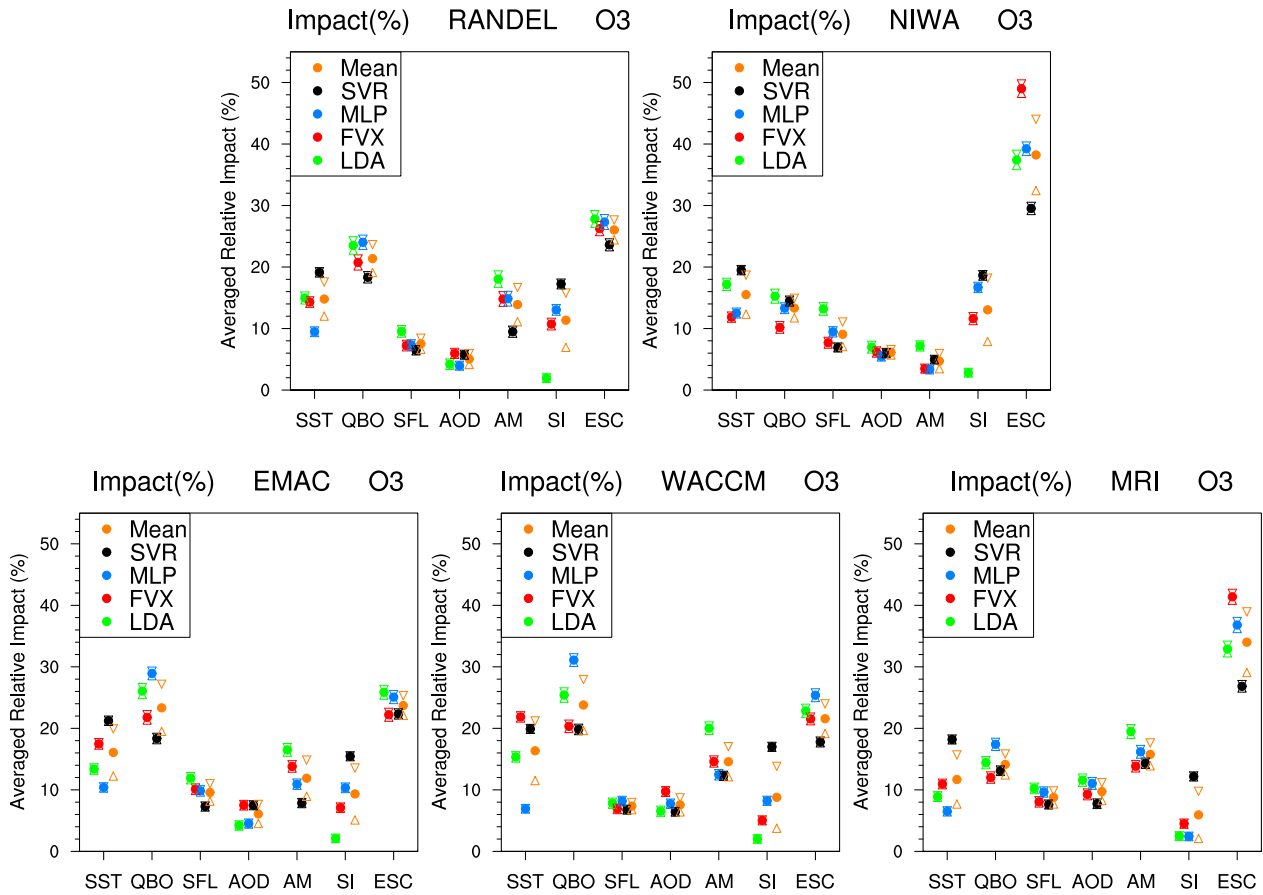 Impact(%) RANDEL O3
Averaged Relative Impact (%)
50
40
30
20
10
0
Mean
SVR
MLP
FVX
LDA
SST QBO SFL AOD AM SI ESC
Impact(%) NIWA O3
Averaged Relative Impact (%)
50
40
30
20
10
0
Mean
SVR
MLP
FVX
LDA
SST QBO SFL AOD AM SI ESC
Impact(%) EMAC O3
Averaged Relative Impact (%)
50
40
30
20
10
0
Mean
SVR
MLP
FVX
LDA
SST QBO SFL AOD AM SI ESC
Impact(%) WACCM O3
Averaged Relative Impact (%)
50
40
30
20
10
0
Mean
SVR
MLP
FVX
LDA
SST QBO SFL AOD AM SI ESC
Impact(%) MRI O3
Averaged Relative Impact (%)
50
40
30
20
10
0
Mean
SVR
MLP
FVX
LDA
SST QBO SFL AOD AM SI ESC